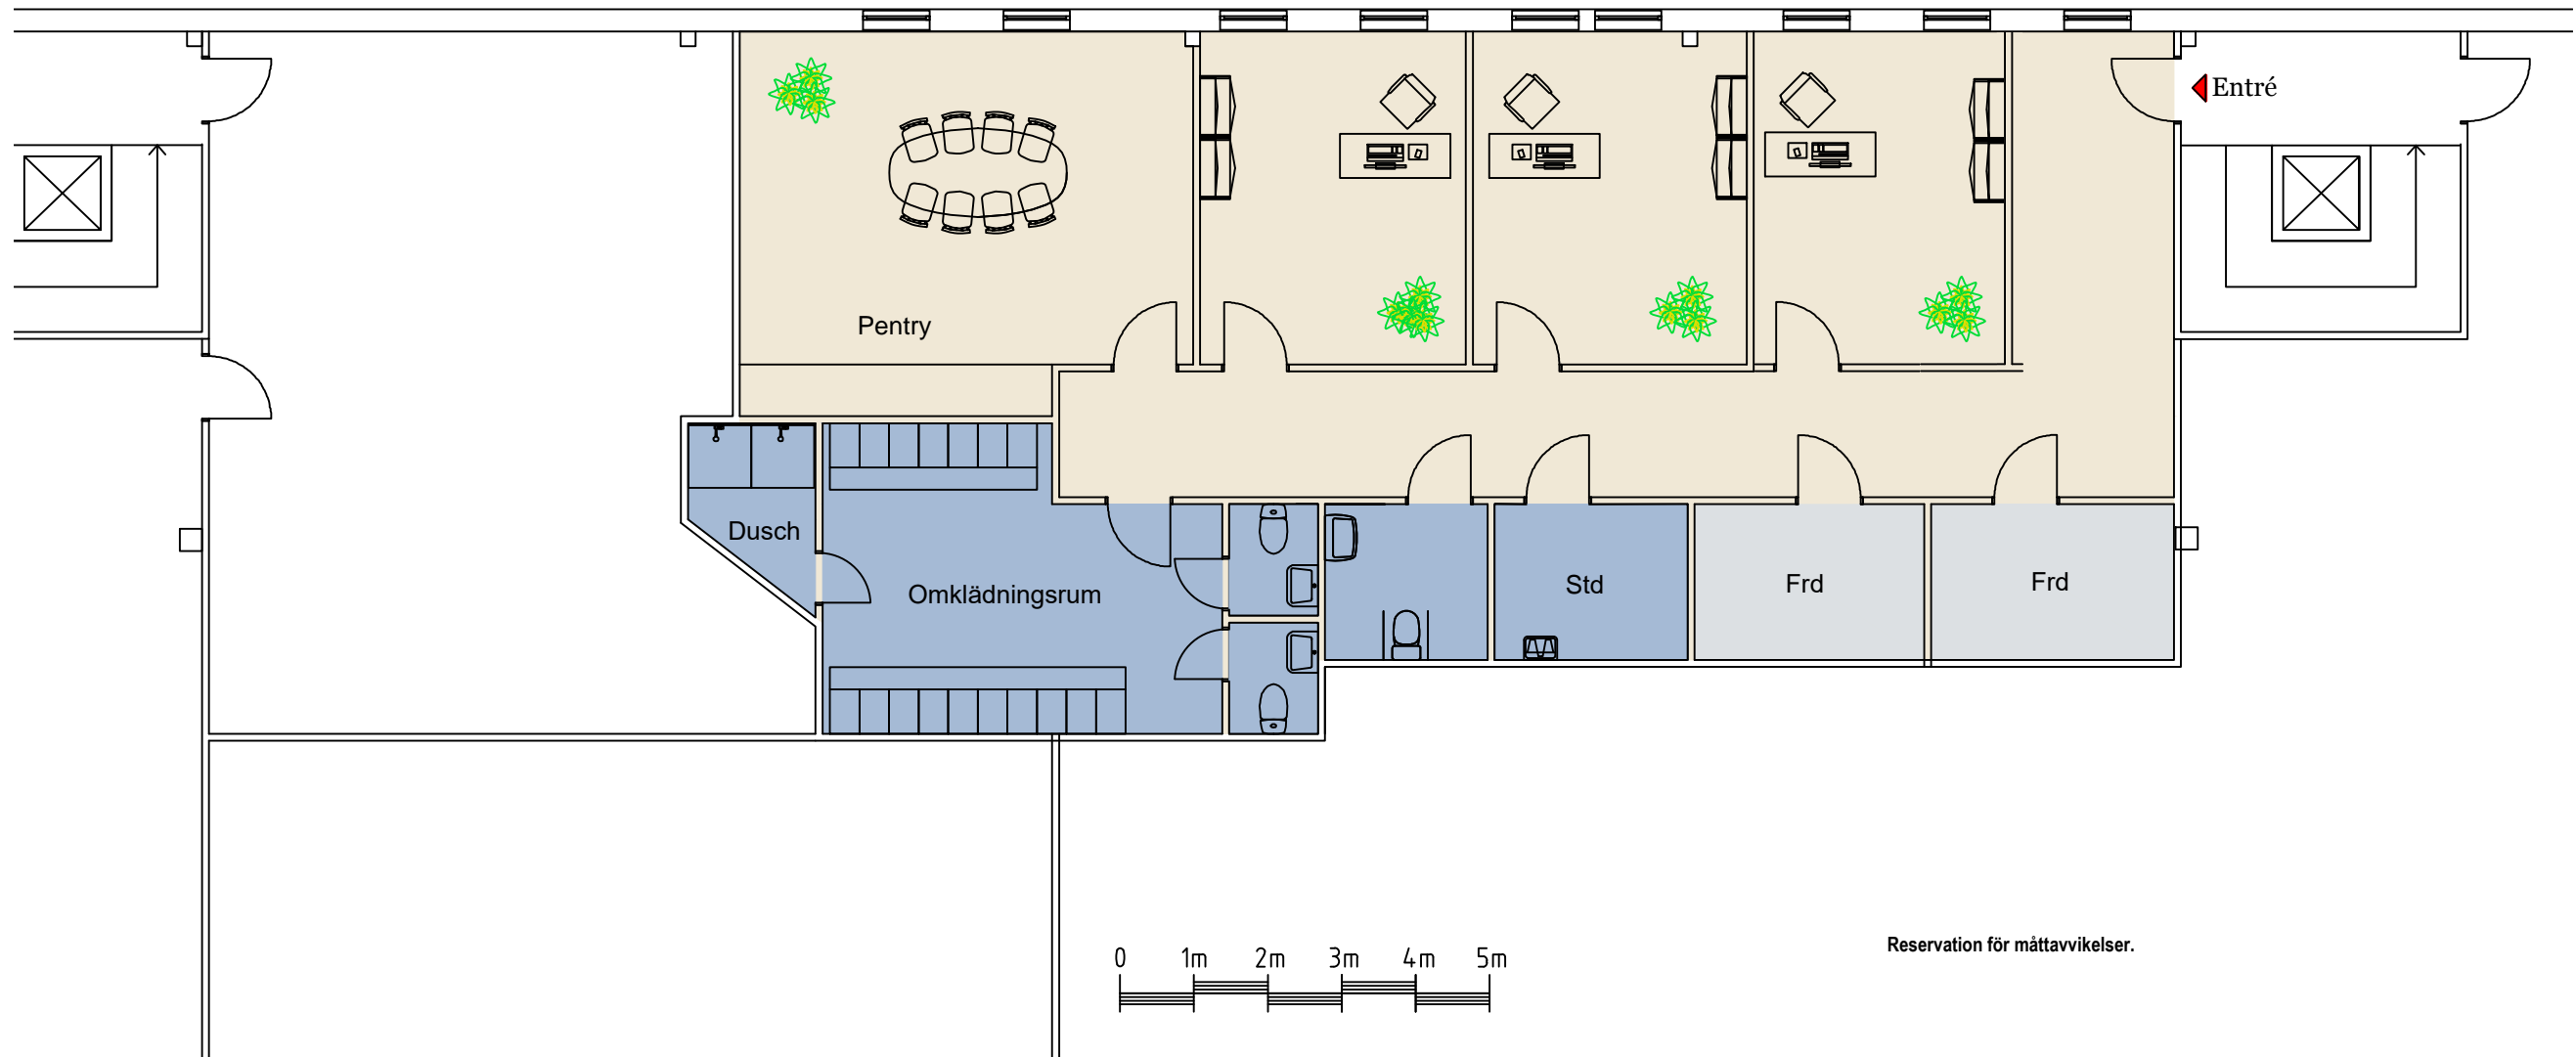 Entré
Pentry
Dusch
Omklädningsrum
Std
Frd
Frd
0 1m 2m 3m 4m 5m
Reservation för måttavvikelser.